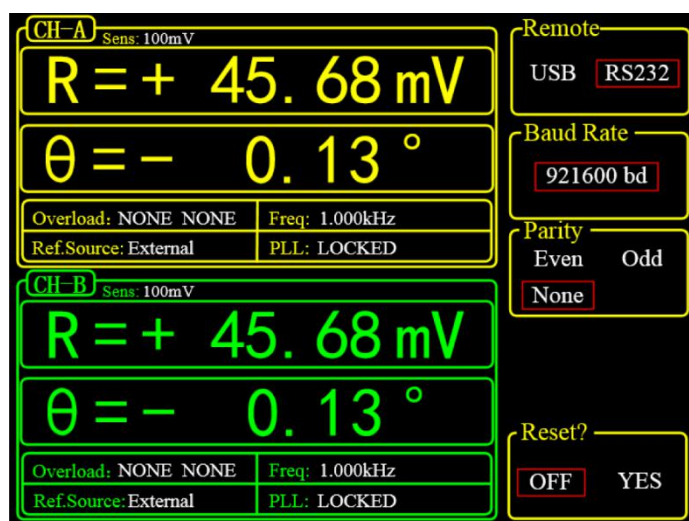 CH-A Sens: 100mV
R=+ 45.68 mV
θ=- 0.13 °
Overload: NONE NONE Freq: 1.000kHz
Ref.Source: External PLL: LOCKED
CH-B Sens: 100mV
R=+ 45.68 mV
θ=- 0.13 °
Overload: NONE NONE Freq: 1.000kHz
Ref.Source: External PLL: LOCKED
Remote
USB RS232
Baud Rate
921600 bd
Parity
Even Odd
None
Reset?
OFF YES